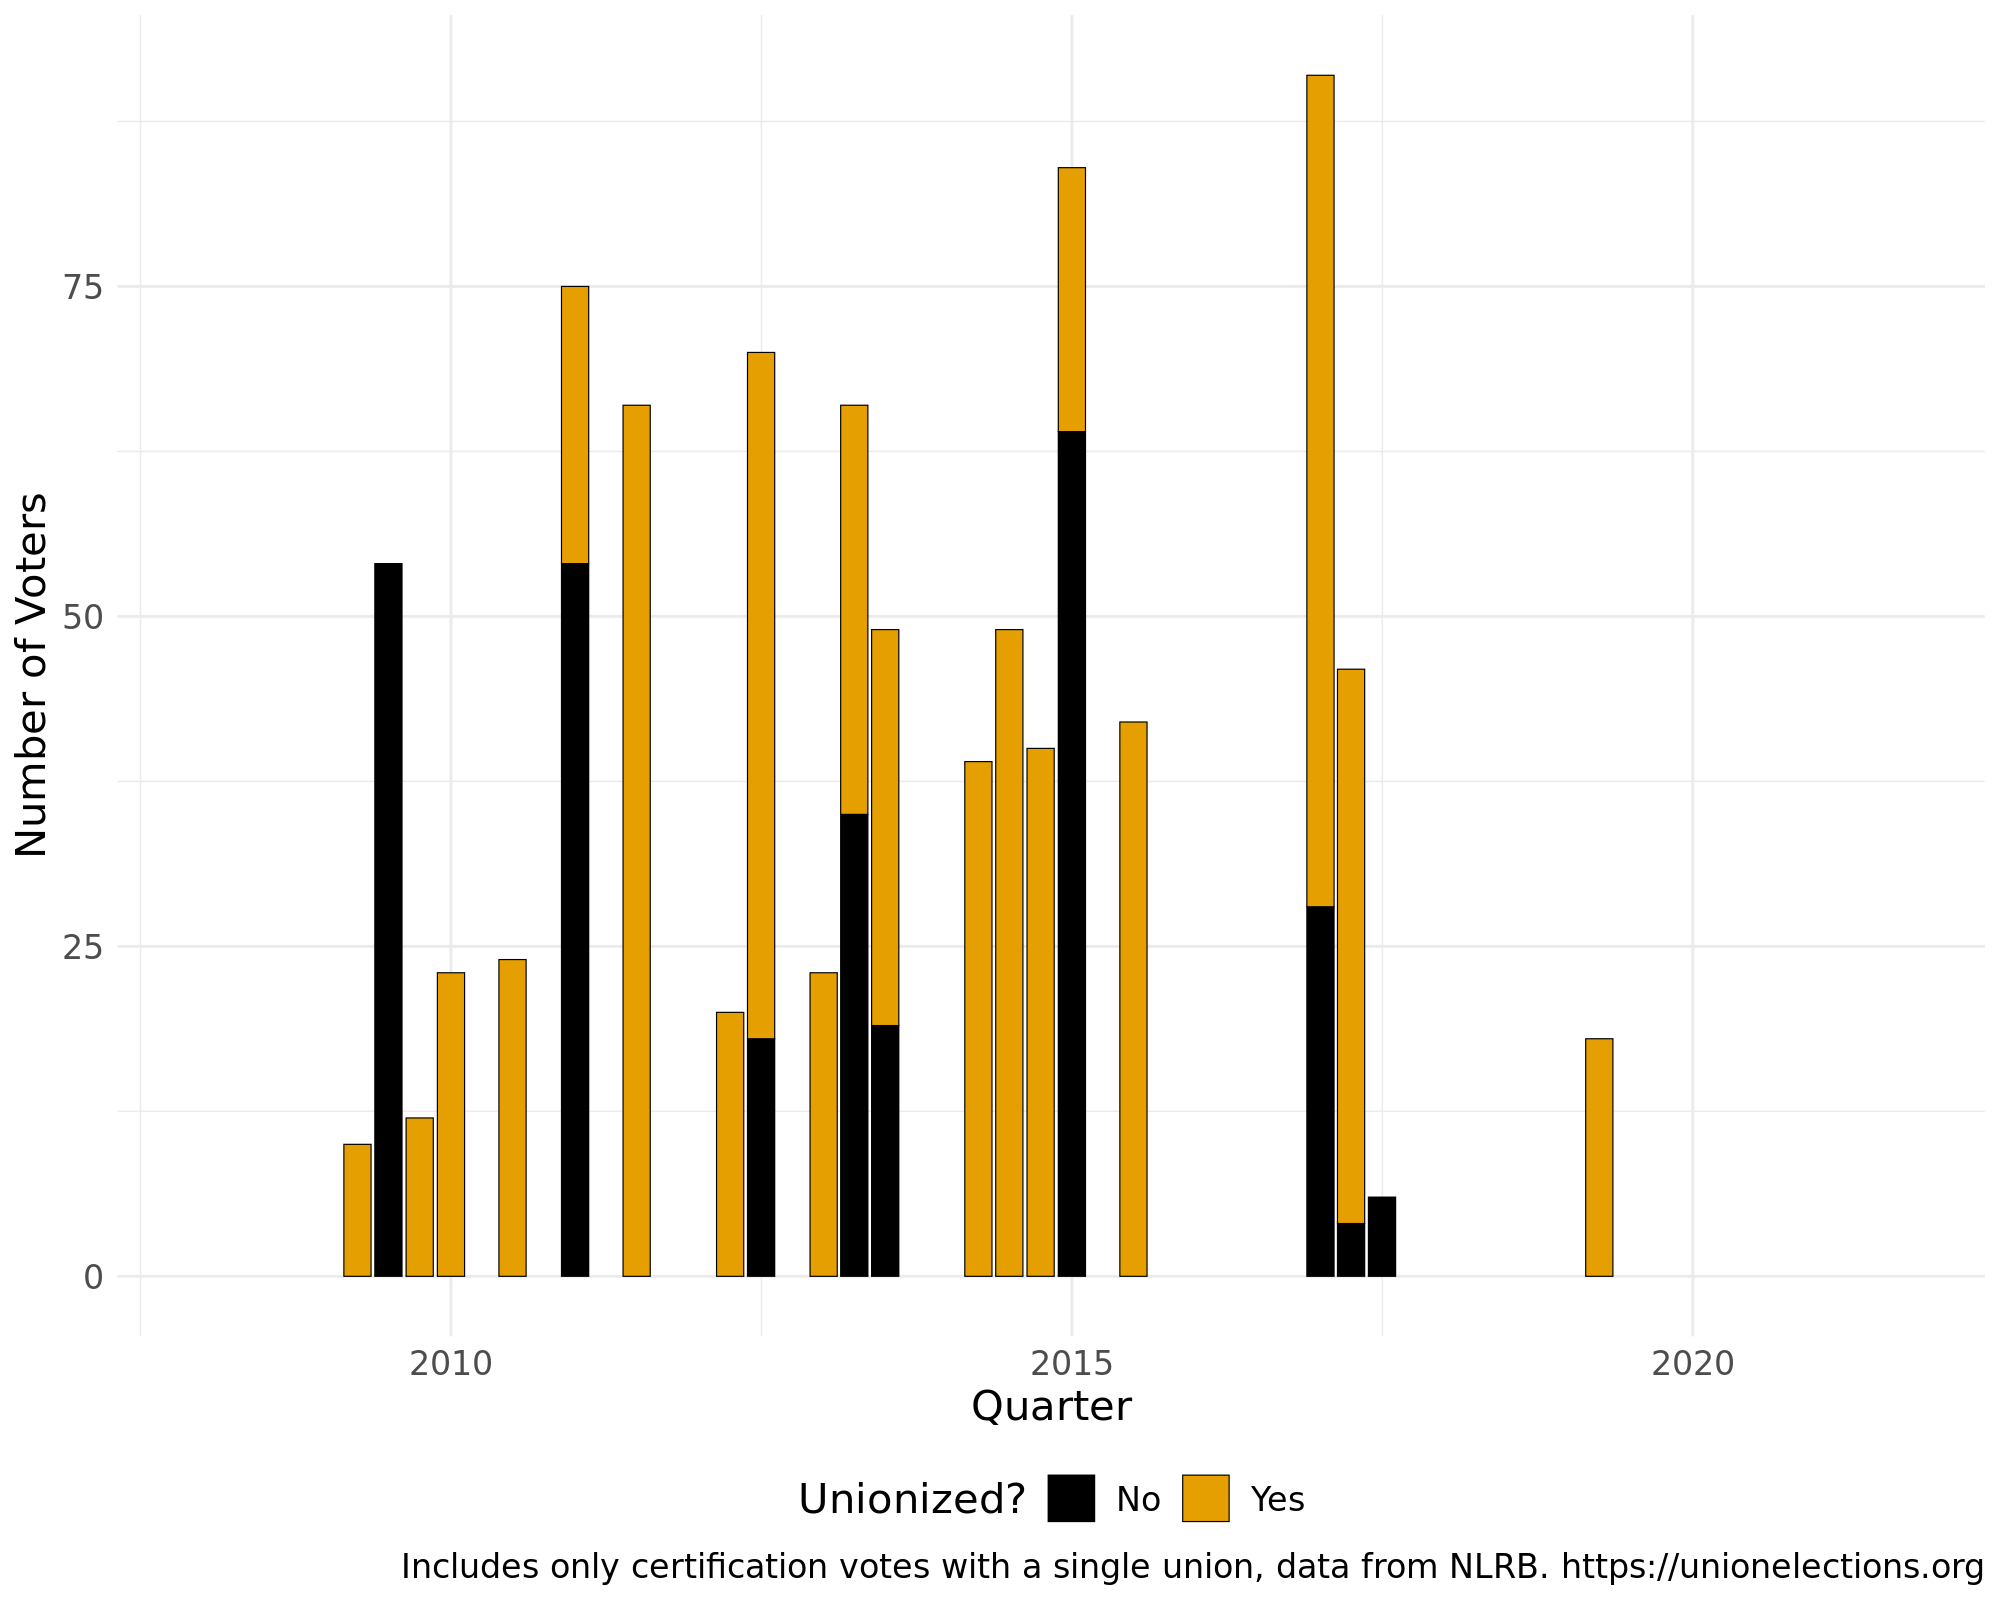 Number of Voters
75
50
25
0
2010 2015 2020
Quarter
Unionized? No Yes
Includes only certification votes with a single union, data from NLRB. https://unionelections.org